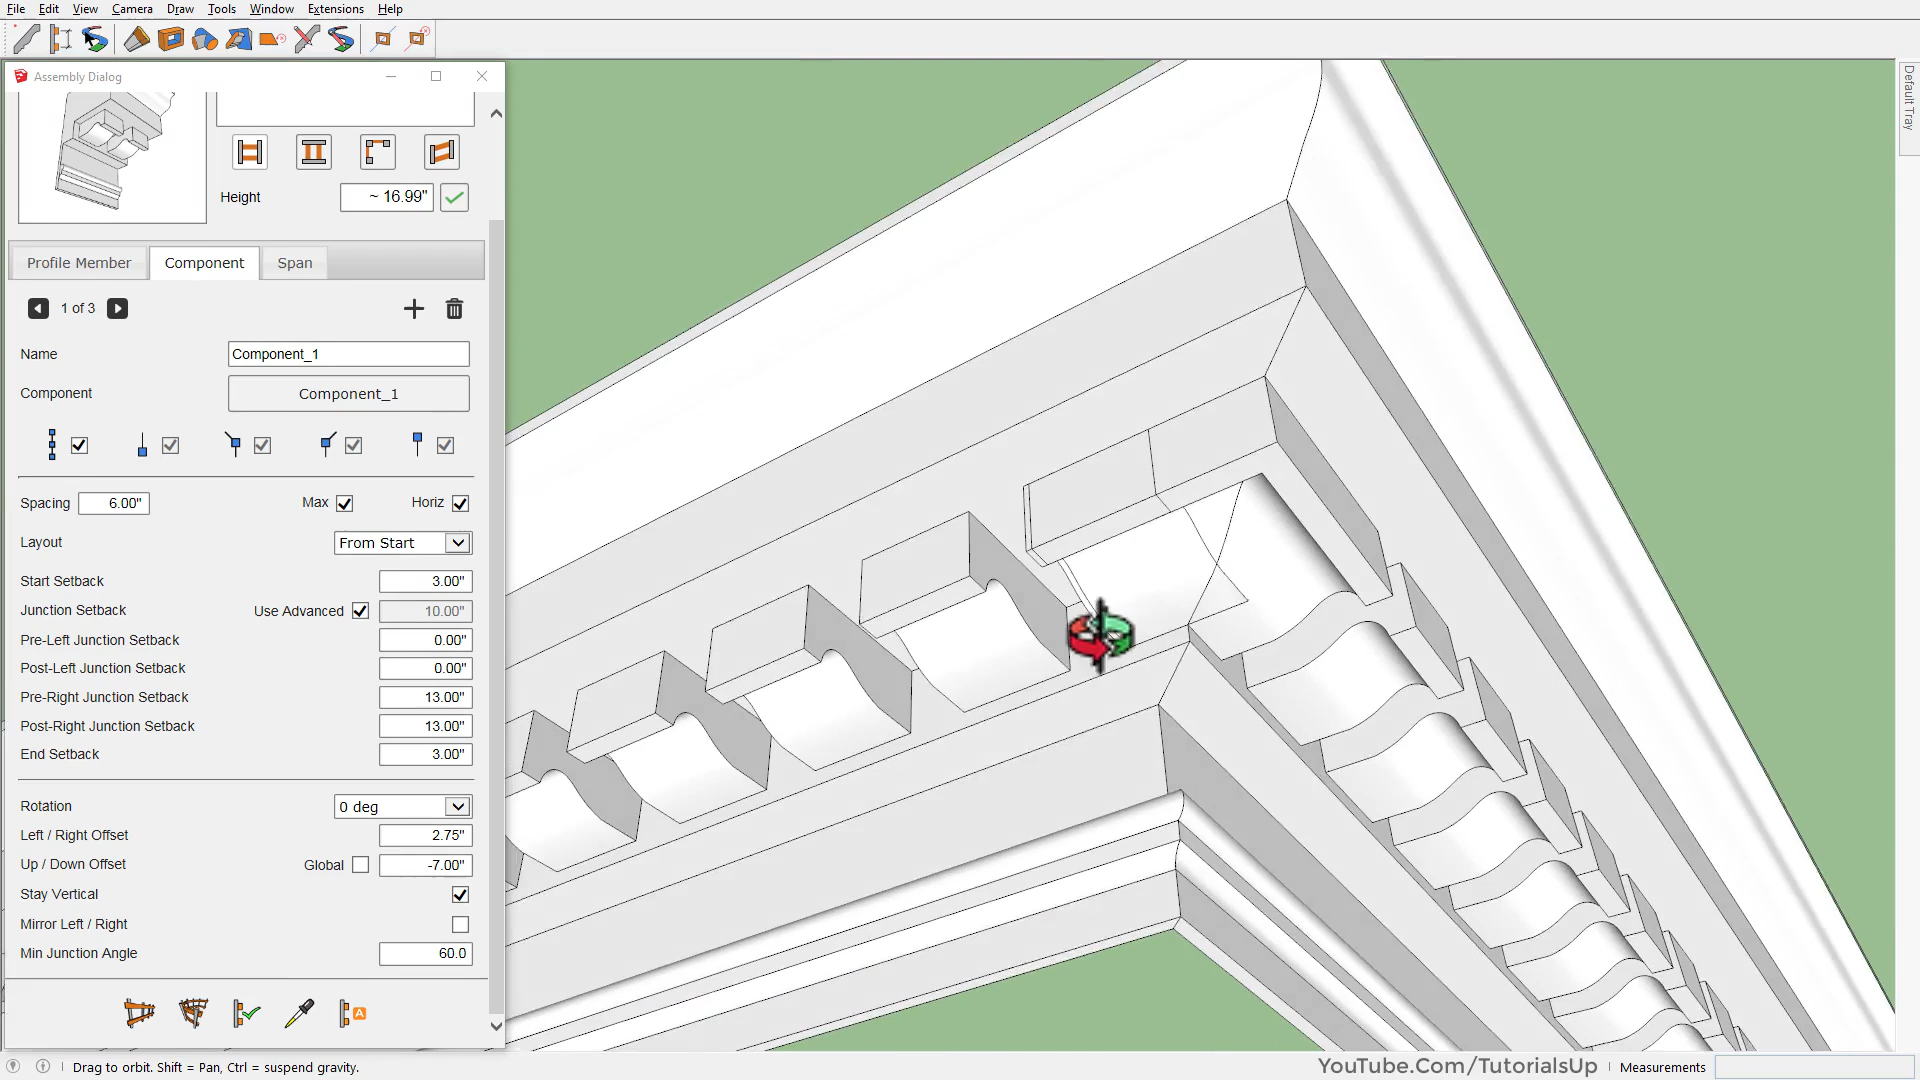 File Edit View Camera Draw Tools Window Extensions Help
Assembly Dialog
Default Tray
Height ~ 16.99"
Profile Member Component Span
1 of 3
Name Component_1
Component Component_1
Spacing 6.00" Max Horiz
Layout From Start
Start Setback 3.00"
Junction Setback Use Advanced 10.00"
Pre-Left Junction Setback 0.00"
Post-Left Junction Setback 0.00"
Pre-Right Junction Setback 13.00"
Post-Right Junction Setback 13.00"
End Setback 3.00"
Rotation 0 deg
Left / Right Offset 2.75"
Up / Down Offset Global -7.00"
Stay Vertical
Mirror Left / Right
Min Junction Angle 60.0
A
Drag to orbit. Shift = Pan, Ctrl = suspend gravity. YouTube.Com/TutorialsUp Measurements